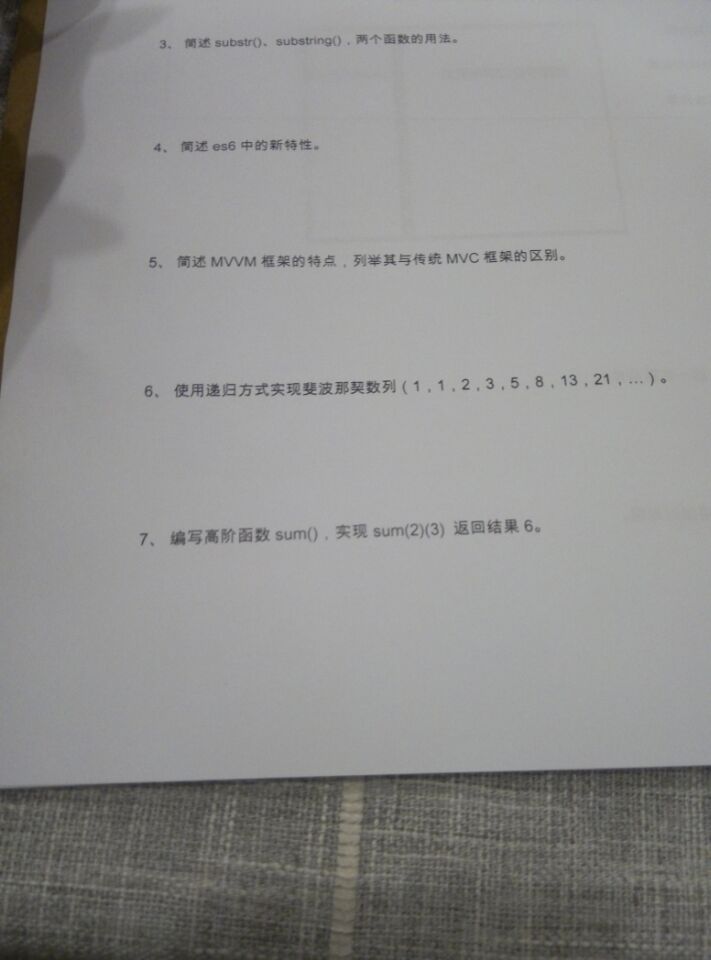 3、 简述 substr()、substring()，两个函数的用法。
4、 简述 es6 中的新特性。
5、 简述 MVVM 框架的特点，列举其与传统 MVC 框架的区别。
6、 使用递归方式实现斐波那契数列（1，1，2，3，5，8，13，21，…）。
7、 编写高阶函数 sum()，实现 sum(2)(3) 返回结果 6。